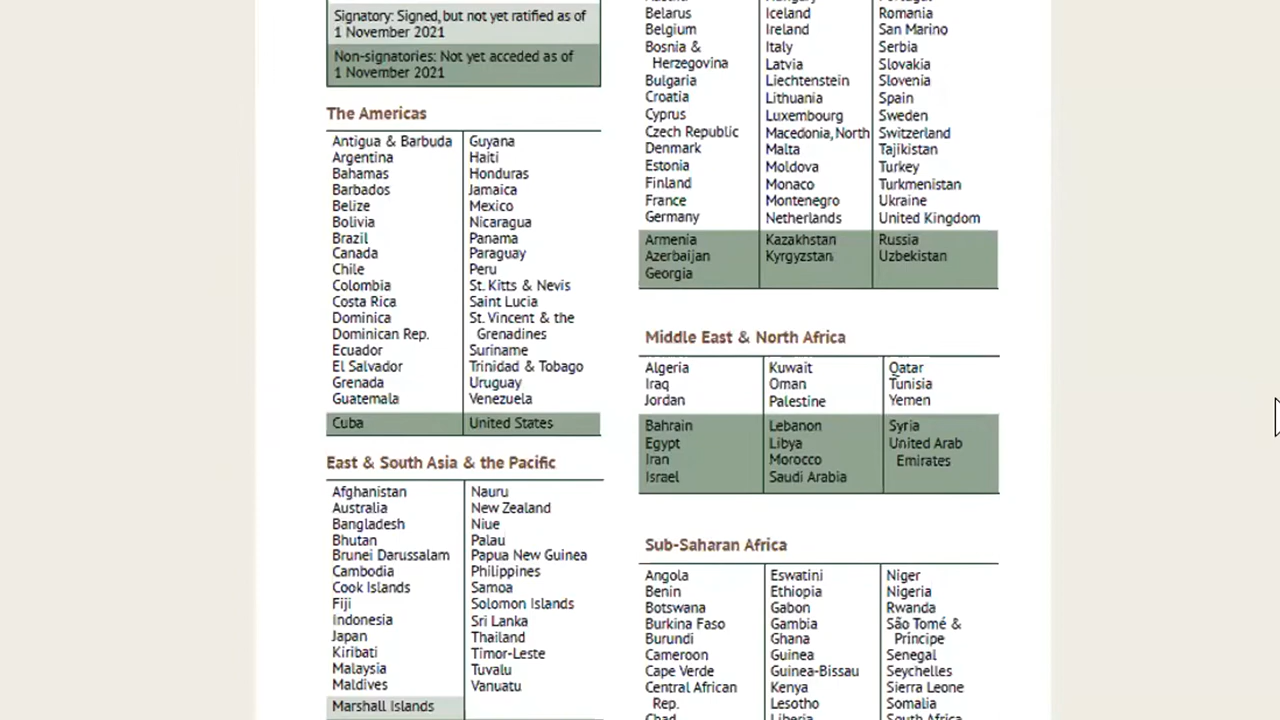 Signatory: Signed, but not yet ratified as of
1 November 2021
Non-signatories: Not yet acceded as of
1 November 2021
The Americas
Antigua & Barbuda
Argentina
Bahamas
Barbados
Belize
Bolivia
Brazil
Canada
Chile
Colombia
Costa Rica
Dominica
Dominican Rep.
Ecuador
El Salvador
Grenada
Guatemala
Guyana
Haiti
Honduras
Jamaica
Mexico
Nicaragua
Panama
Paraguay
Peru
St. Kitts & Nevis
Saint Lucia
St. Vincent & the
Grenadines
Suriname
Trinidad & Tobago
Uruguay
Venezuela
Cuba
United States
East & South Asia & the Pacific
Afghanistan
Australia
Bangladesh
Bhutan
Brunei Darussalam
Cambodia
Cook Islands
Fiji
Indonesia
Japan
Kiribati
Malaysia
Maldives
Nauru
New Zealand
Niue
Palau
Papua New Guinea
Philippines
Samoa
Solomon Islands
Sri Lanka
Thailand
Timor-Leste
Tuvalu
Vanuatu
Marshall Islands
Belarus
Belgium
Bosnia &
Herzegovina
Bulgaria
Croatia
Cyprus
Czech Republic
Denmark
Estonia
Finland
France
Germany
Iceland
Ireland
Italy
Latvia
Liechtenstein
Lithuania
Luxembourg
Macedonia, North
Malta
Moldova
Monaco
Montenegro
Netherlands
Romania
San Marino
Serbia
Slovakia
Slovenia
Spain
Sweden
Switzerland
Tajikistan
Turkey
Turkmenistan
Ukraine
United Kingdom
Armenia
Azerbaijan
Georgia
Kazakhstan
Kyrgyzstan
Russia
Uzbekistan
Middle East & North Africa
Algeria
Iraq
Jordan
Kuwait
Oman
Palestine
Qatar
Tunisia
Yemen
Bahrain
Egypt
Iran
Israel
Lebanon
Libya
Morocco
Saudi Arabia
Syria
United Arab
Emirates
Sub-Saharan Africa
Angola
Benin
Botswana
Burkina Faso
Burundi
Cameroon
Cape Verde
Central African
Rep.
Chad
Eswatini
Ethiopia
Gabon
Gambia
Ghana
Guinea
Guinea-Bissau
Kenya
Lesotho
Liberia
Niger
Nigeria
Rwanda
São Tomé &
Príncipe
Senegal
Seychelles
Sierra Leone
Somalia
South Africa